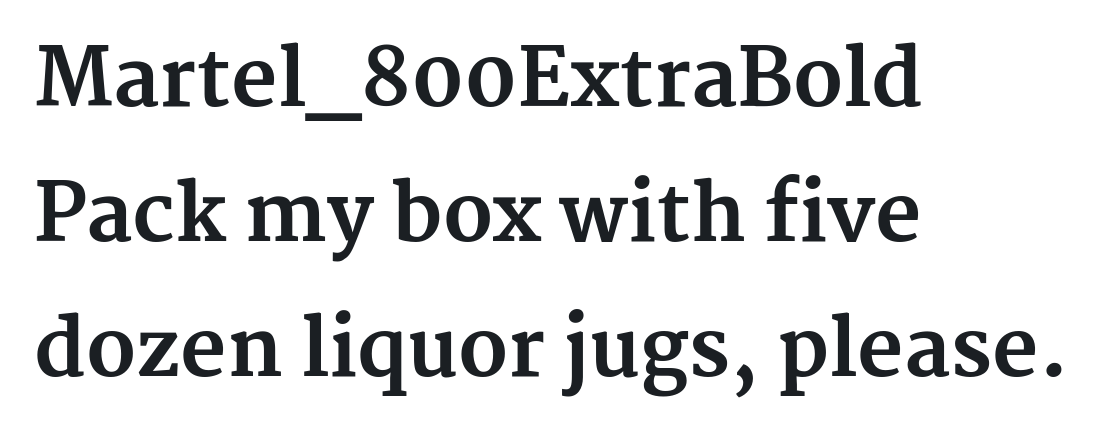 Martel_800ExtraBold
Pack my box with five
dozen liquor jugs, please.